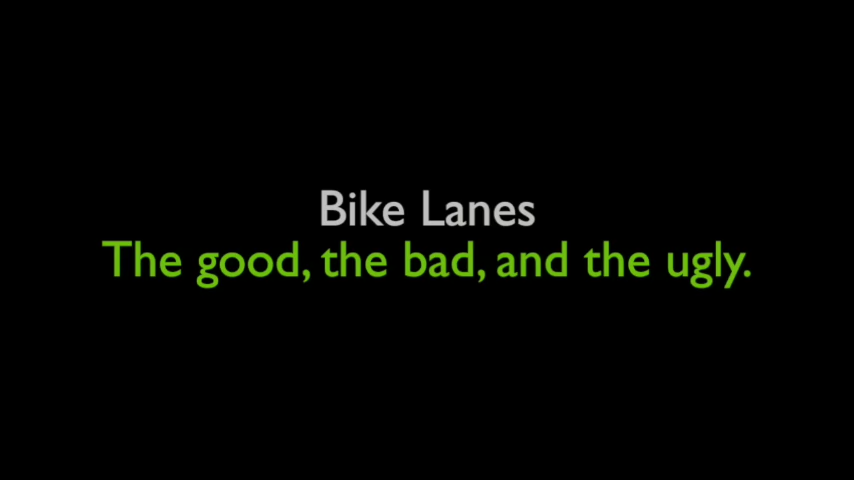 Bike Lanes
The good, the bad, and the ugly.